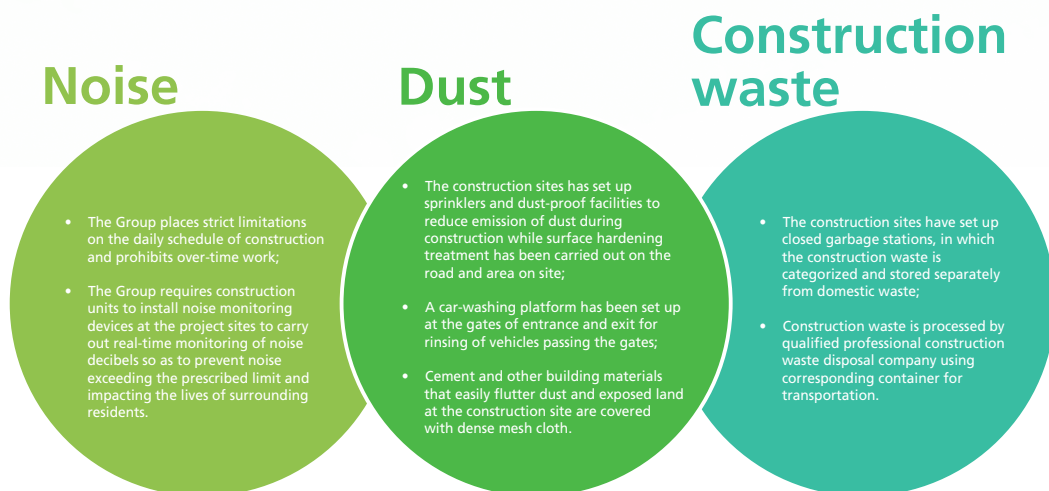 Noise
• The Group places strict limitations
on the daily schedule of construction
and prohibits over-time work;
• The Group requires construction
units to install noise monitoring
devices at the project sites to carry
out real-time monitoring of noise
decibels so as to prevent noise
exceeding the prescribed limit and
impacting the lives of surrounding
residents.
Dust
• The construction sites has set up
sprinklers and dust-proof facilities to
reduce emission of dust during
construction while surface hardening
treatment has been carried out on the
road and area on site;
• A car-washing platform has been set up
at the gates of entrance and exit for
rinsing of vehicles passing the gates;
• Cement and other building materials
that easily flutter dust and exposed land
at the construction site are covered
with dense mesh cloth.
Construction
waste
• The construction sites have set up
closed garbage stations, in which
the construction waste is
categorized and stored separately
from domestic waste;
• Construction waste is processed by
qualified professional construction
waste disposal company using
corresponding container for
transportation.